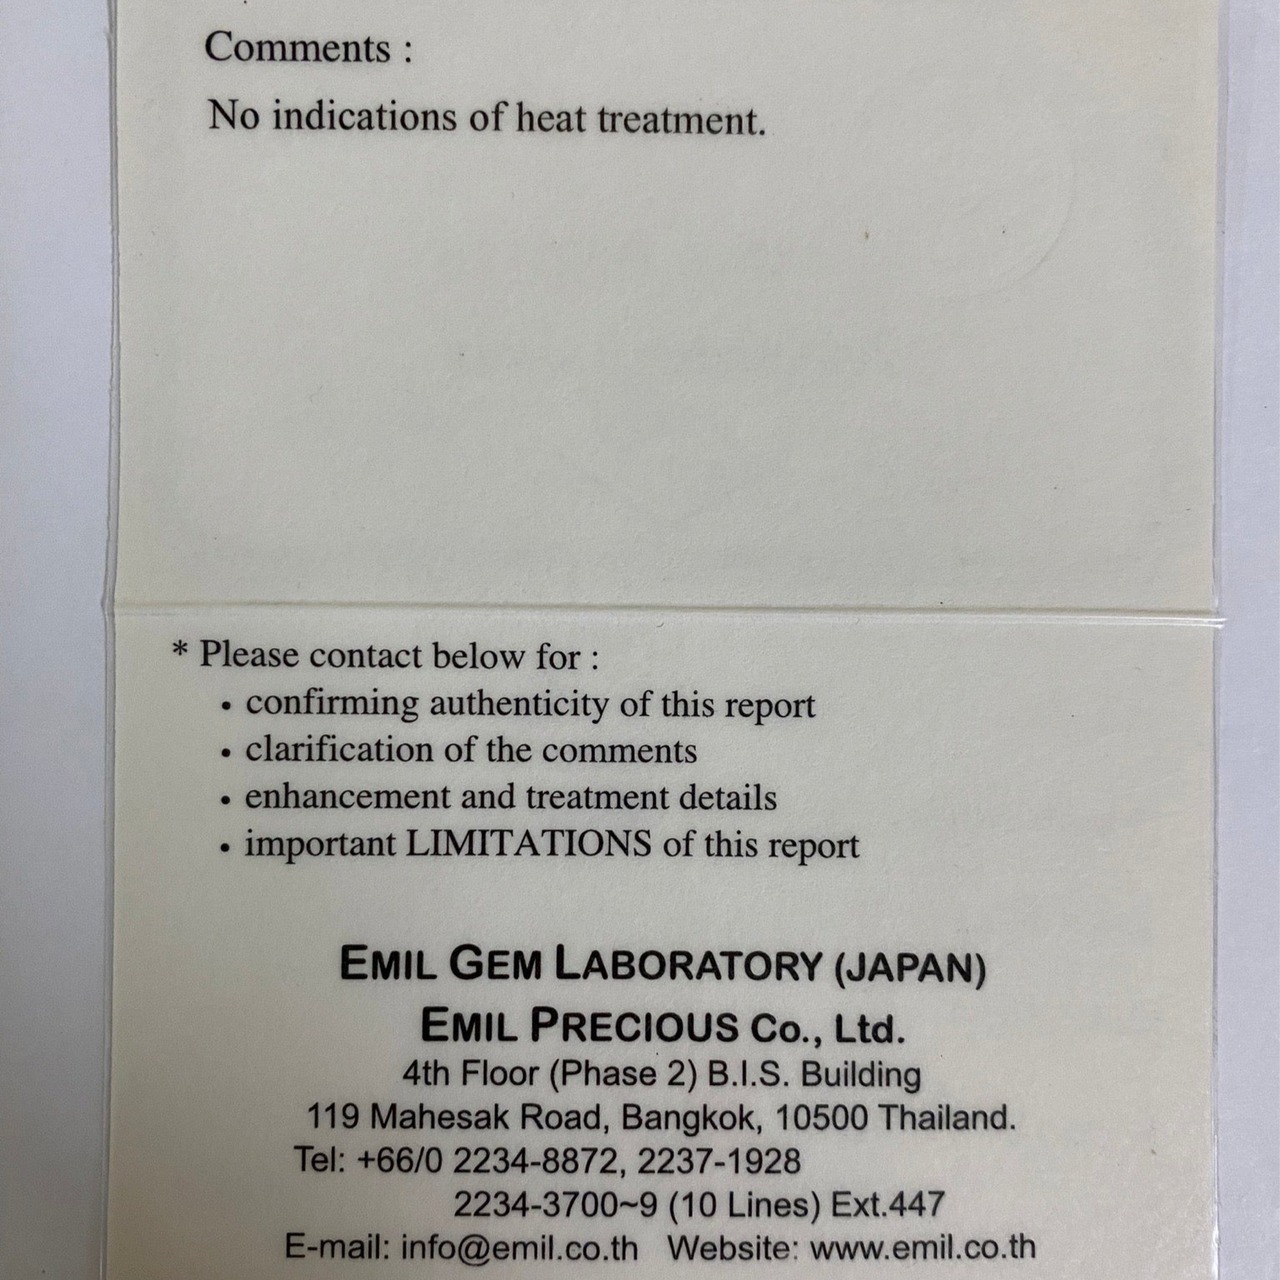 Comments :
No indications of heat treatment.
* Please contact below for :
• confirming authenticity of this report
• clarification of the comments
• enhancement and treatment details
• important LIMITATIONS of this report
EMIL GEM LABORATORY (JAPAN)
EMIL PRECIOUS Co., Ltd.
4th Floor (Phase 2) B.I.S. Building
119 Mahesak Road, Bangkok, 10500 Thailand.
Tel: +66/0 2234-8872, 2237-1928
2234-3700~9 (10 Lines) Ext.447
E-mail: info@emil.co.th Website: www.emil.co.th